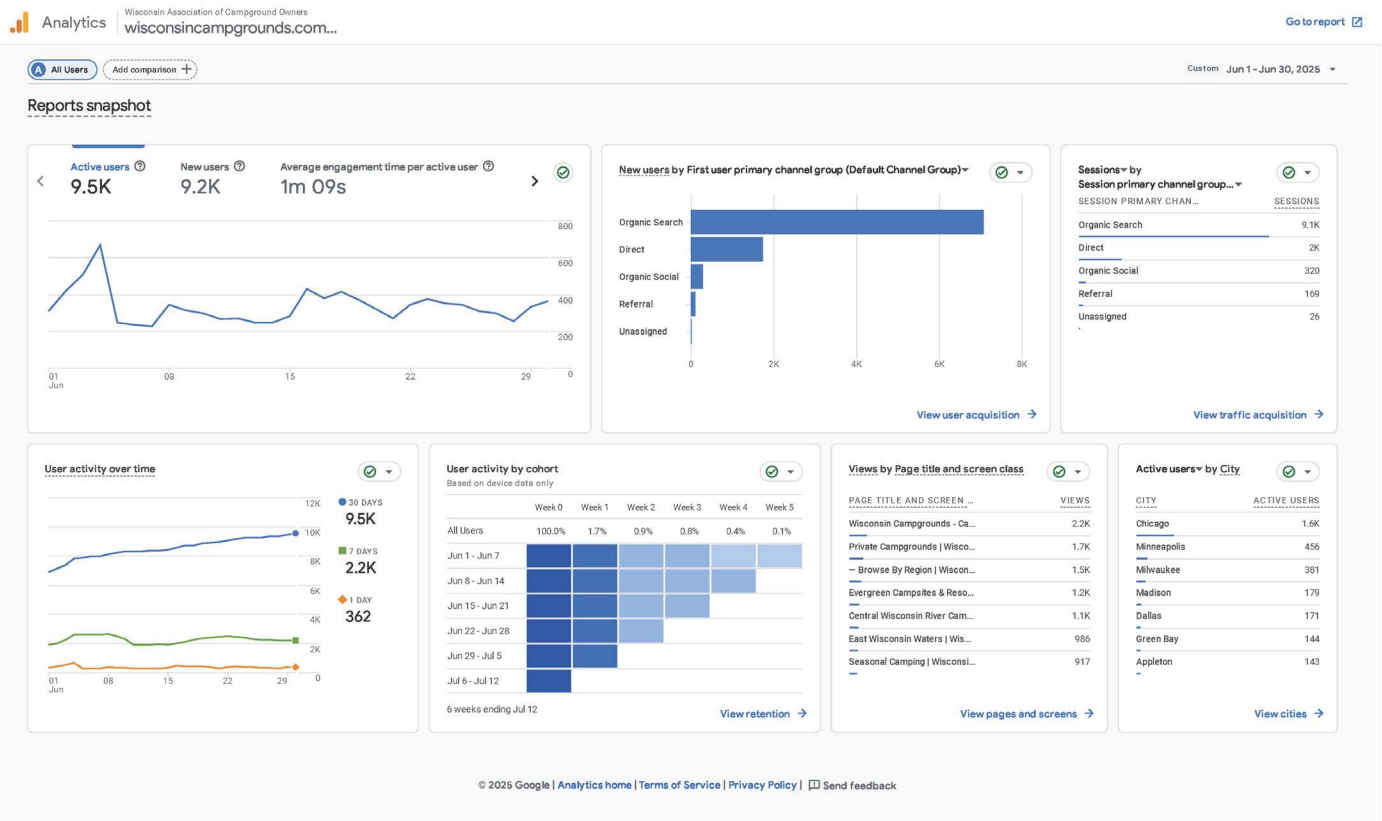 Analytics
Wisconsin Association of Campground Owners
wisconsincampgrounds.com...
Go to report
A All Users
Add comparison
Custom Jun 1 - Jun 30, 2025
Reports snapshot
Active users
9.5K
New users
9.2K
Average engagement time per active user
1m 09s
800
600
400
200
0
01
Jun
08
15
22
29
New users by First user primary channel group (Default Channel Group)
Organic Search
Direct
Organic Social
Referral
Unassigned
0 2K 4K 6K 8K
View user acquisition
Sessions by
Session primary channel group...
SESSION PRIMARY CHAN... SESSIONS
Organic Search 9.1K
Direct 2K
Organic Social 320
Referral 169
Unassigned 26
View traffic acquisition
User activity over time
12K
10K
8K
6K
4K
2K
0
01
Jun
08
15
22
29
30 DAYS
9.5K
7 DAYS
2.2K
1 DAY
362
User activity by cohort
Based on device data only
Week 0 Week 1 Week 2 Week 3 Week 4 Week 5
All Users 100.0% 1.7% 0.9% 0.8% 0.4% 0.1%
Jun 1 - Jun 7
Jun 8 - Jun 14
Jun 15 - Jun 21
Jun 22 - Jun 28
Jun 29 - Jul 5
Jul 6 - Jul 12
6 weeks ending Jul 12
View retention
Views by Page title and screen class
PAGE TITLE AND SCREEN ... VIEWS
Wisconsin Campgrounds - Ca... 2.2K
Private Campgrounds | Wisco... 1.7K
— Browse By Region | Wiscon... 1.5K
Evergreen Campsites & Reso... 1.2K
Central Wisconsin River Cam... 1.1K
East Wisconsin Waters | Wis... 986
Seasonal Camping | Wisconsi... 917
View pages and screens
Active users by City
CITY ACTIVE USERS
Chicago 1.6K
Minneapolis 456
Milwaukee 381
Madison 179
Dallas 171
Green Bay 144
Appleton 143
View cities
© 2025 Google | Analytics home | Terms of Service | Privacy Policy | Send feedback